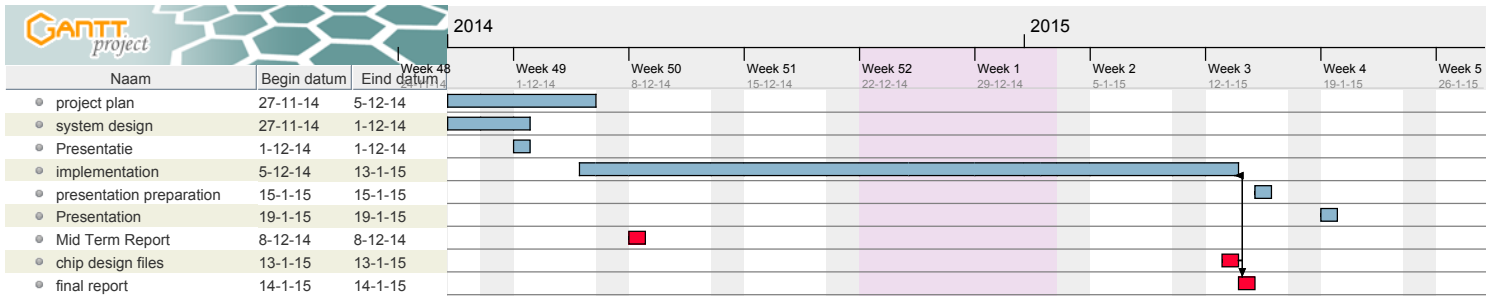 GANTT
project
2014 2015
Naam Begin datum Eind datum
Week 48 Week 49 Week 50 Week 51 Week 52 Week 1 Week 2 Week 3 Week 4 Week 5
24-11-14 1-12-14 8-12-14 15-12-14 22-12-14 29-12-14 5-1-15 12-1-15 19-1-15 26-1-15
project plan 27-11-14 5-12-14
system design 27-11-14 1-12-14
Presentatie 1-12-14 1-12-14
implementation 5-12-14 13-1-15
presentation preparation 15-1-15 15-1-15
Presentation 19-1-15 19-1-15
Mid Term Report 8-12-14 8-12-14
chip design files 13-1-15 13-1-15
final report 14-1-15 14-1-15